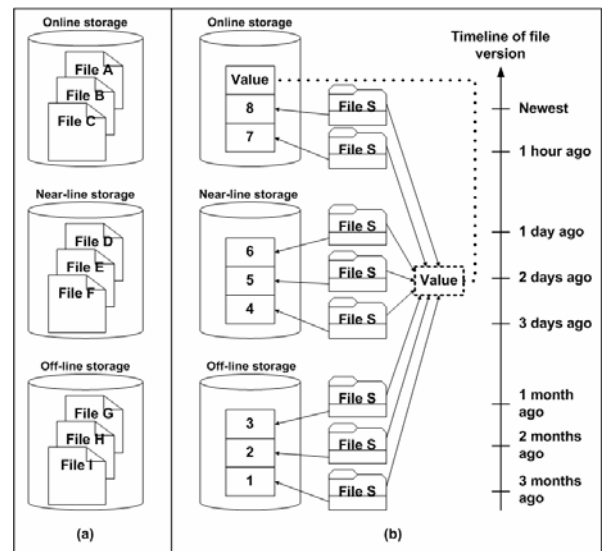 Online storage
File A
File B
File C
Near-line storage
File D
File E
File F
Off-line storage
File G
File H
File I
(a)
Online storage
Value
8
7
File S
File S
Near-line storage
6
5
4
File S
File S
File S
Value
Off-line storage
3
2
1
File S
File S
File S
(b)
Timeline of file
version
Newest
1 hour ago
1 day ago
2 days ago
3 days ago
1 month
ago
2 months
ago
3 months
ago